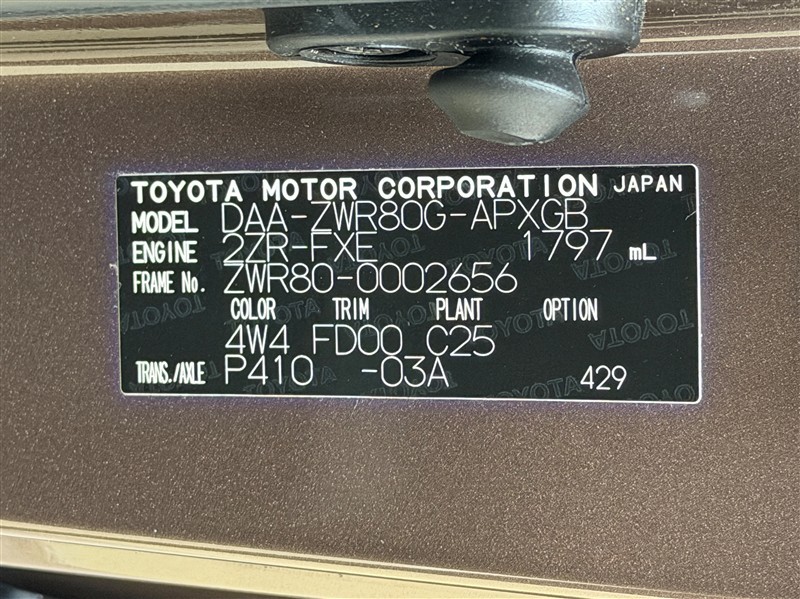 TOYOTA MOTOR CORPORATION JAPAN
MODEL DAA-ZWR80G-APXGB
ENGINE 2ZR-FXE 1797 mL
FRAME No. ZWR80-0002656
COLOR TRIM PLANT OPTION
4W4 FD00 C25
TRANS./AXLE P410 -03A 429